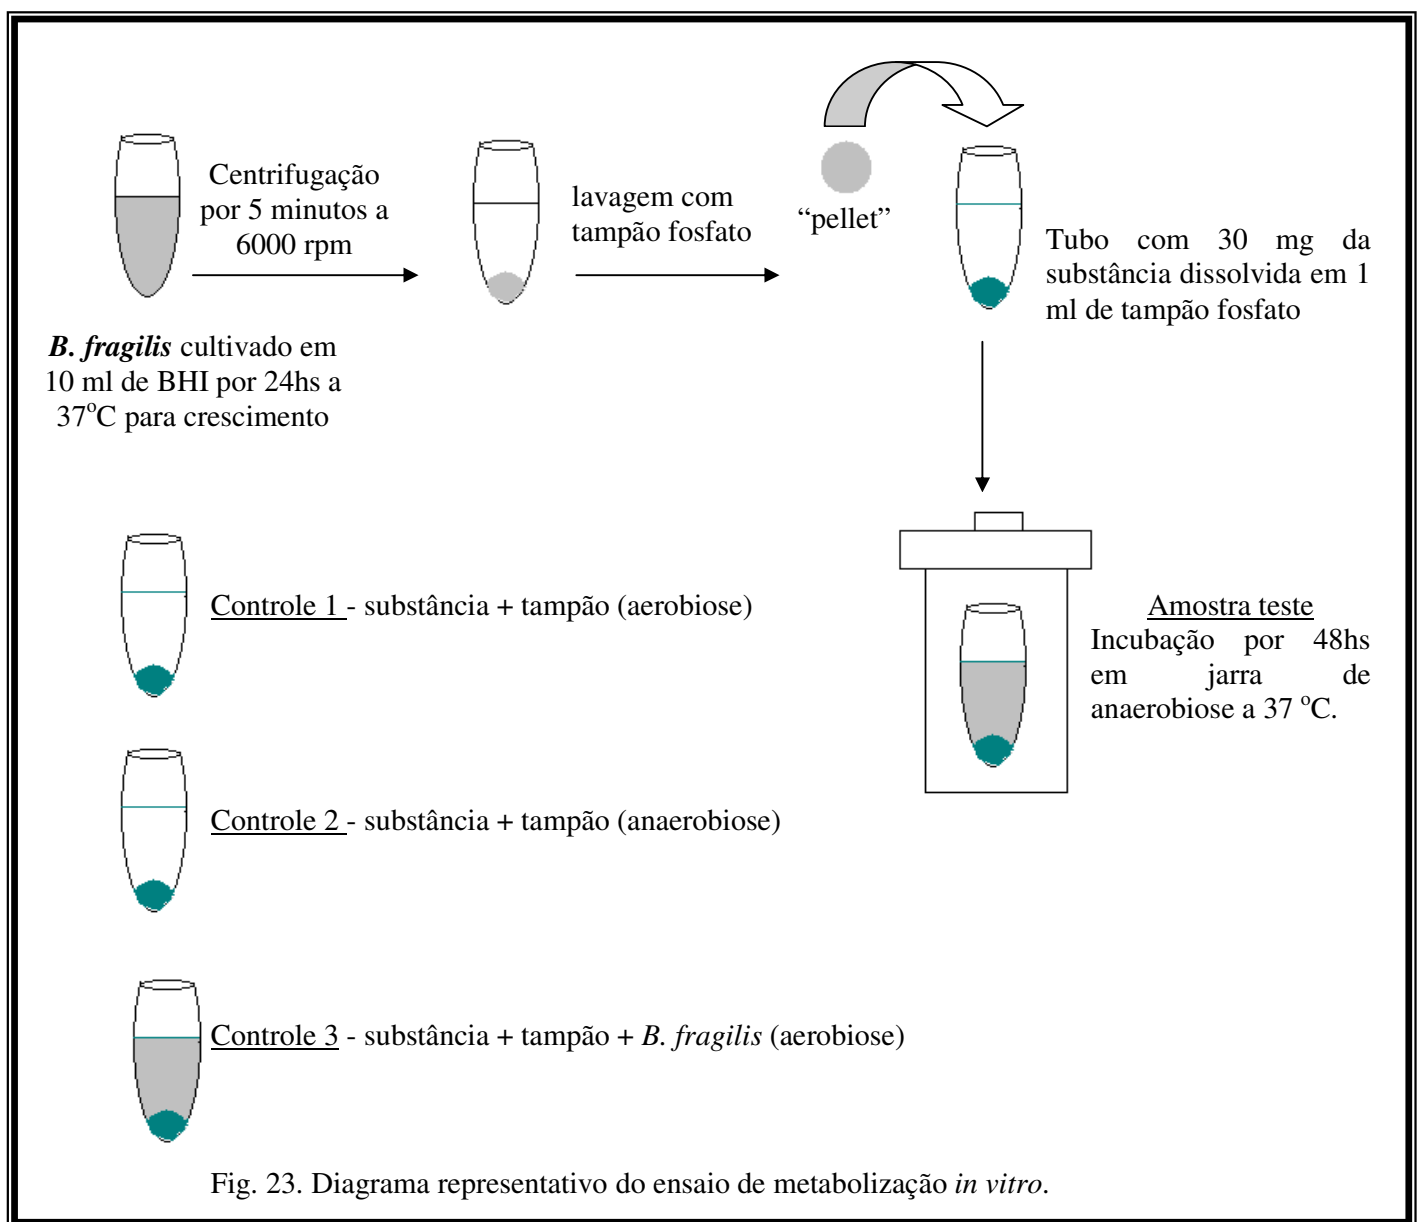 Centrifugação
por 5 minutos a
6000 rpm
lavagem com
tampão fosfato
“pellet”
Tubo com 30 mg da
substância dissolvida em 1
ml de tampão fosfato
B. fragilis cultivado em
10 ml de BHI por 24hs a
37°C para crescimento
Controle 1 - substância + tampão (aerobiose)
Amostra teste
Incubação por 48hs
em jarra de
anaerobiose a 37 °C.
Controle 2 - substância + tampão (anaerobiose)
Controle 3 - substância + tampão + B. fragilis (aerobiose)
Fig. 23. Diagrama representativo do ensaio de metabolização in vitro.